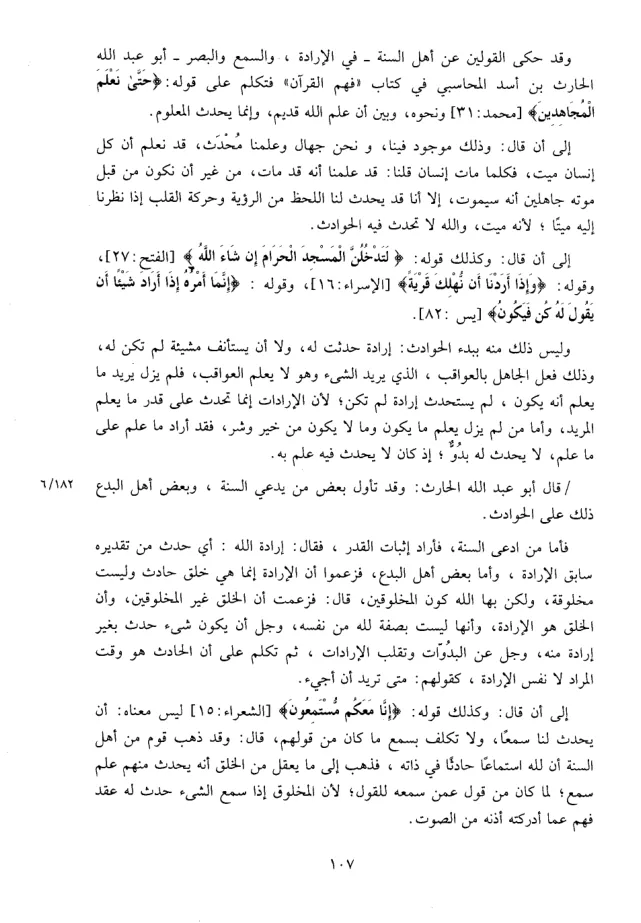 وقد حكى القولين عن أهل السنة ـ في الإرادة ، والسمع والبصر ـ أبو عبد الله
الحارث بن أسد المحاسبي في كتاب «فهم القرآن» فتكلم على قوله: ﴿حَتَّىٰ نَعْلَمَ
الْمُجَاهِدِينَ﴾ [محمد:٣١] ونحوه، وبين أن علم الله قديم، وإنما يحدث المعلوم.
إلى أن قال: وذلك موجود فينا، و نحن جهال وعلمنا مُحْدَث، قد نعلم أن كل
إنسان ميت، فكلما مات إنسان قلنا: قد علمنا أنه قد مات، من غير أن نكون من قبل
موته جاهلين أنه سيموت، إلا أنا قد يحدث لنا اللحظ من الرؤية وحركة القلب إذا نظرنا
إليه ميتًا ؛ لأنه ميت، والله لا تحدث فيه الحوادث.
إلى أن قال: وكذلك قوله: ﴿ لَتَدْخُلُنَّ الْمَسْجِدَ الْحَرَامَ إِن شَاءَ اللَّهُ ﴾ [الفتح:٢٧]،
وقوله: ﴿وَإِذَا أَرَدْنَا أَن نُّهْلِكَ قَرْيَةً﴾ [الإسراء:١٦]، وقوله : ﴿إِنَّمَا أَمْرُهُ إِذَا أَرَادَ شَيْئًا أَن
يَقُولَ لَهُ كُن فَيَكُونُ﴾ [يس :٨٢].
وليس ذلك منه ببدء الحوادث: إرادة حدثت له، ولا أن يستأنف مشيئة لم تكن له،
وذلك فعل الجاهل بالعواقب ، الذي يريد الشىء وهو لا يعلم العواقب، فلم يزل يريد ما
يعلم أنه يكون ، لم يستحدث إرادة لم تكن؛ لأن الإرادات إنما تحدث على قدر ما يعلم
المريد، وأما من لم يزل يعلم ما يكون وما لا يكون من خير وشر، فقد أراد ما علم على
ما علم، لا يحدث له بدُوٌّ ؛ إذ كان لا يحدث فيه علم به.
/ قال أبو عبد الله الحارث: وقد تأول بعض من يدعي السنة ، وبعض أهل البدع ٦/١٨٢
ذلك على الحوادث.
فأما من ادعى السنة، فأراد إثبات القدر ، فقال: إرادة الله : أي حدث من تقديره
سابق الإرادة ، وأما بعض أهل البدع، فزعموا أن الإرادة إنما هي خلق حادث وليست
مخلوقة، ولكن بها الله كون المخلوقين، قال: فزعمت أن الخلق غير المخلوقين، وأن
الخلق هو الإرادة، وأنها ليست بصفة لله من نفسه، وجل أن يكون شىء حدث بغير
إرادة منه، وجل عن البدُوّات وتقلب الإرادات ، ثم تكلم على أن الحادث هو وقت
المراد لا نفس الإرادة ، كقولهم: متى تريد أن أجيء.
إلى أن قال: وكذلك قوله: ﴿إِنَّا مَعَكُم مُّسْتَمِعُونَ﴾ [الشعراء:١٥] ليس معناه: أن
يحدث لنا سمعًا، ولا تكلف بسمع ما كان من قولهم، قال: وقد ذهب قوم من أهل
السنة أن لله استماعًا حادثًا في ذاته ، فذهب إلى ما يعقل من الخلق أنه يحدث منهم علم
سمع؛ لما كان من قول عمن سمعه للقول؛ لأن المخلوق إذا سمع الشىء حدث له عقد
فهم عما أدركته أذنه من الصوت.
١٠٧